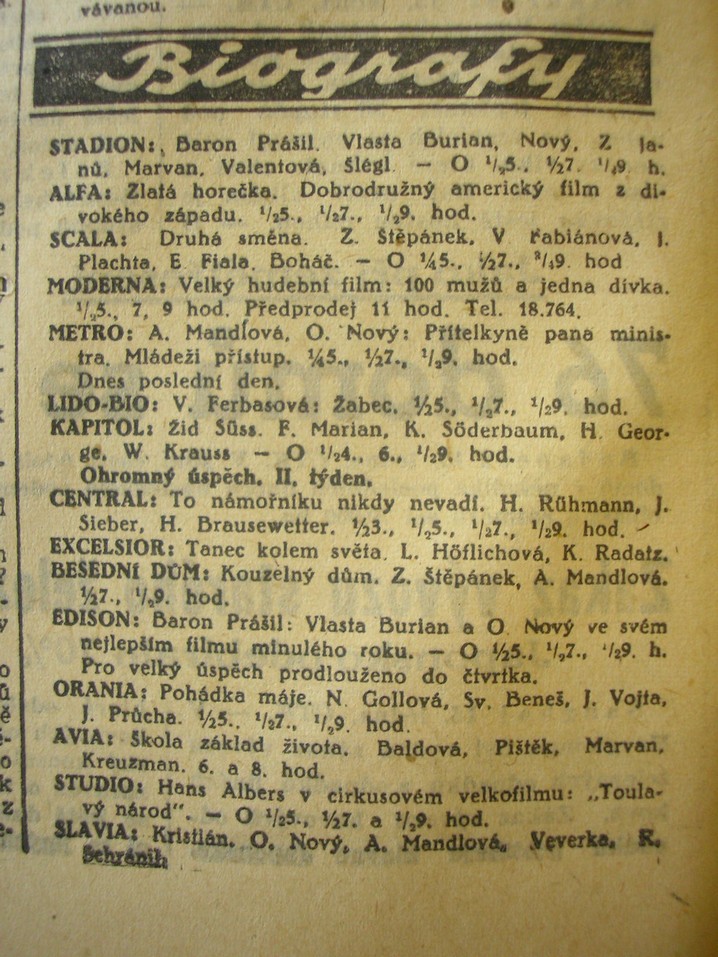 vávanou.
Biografy
STADION: Baron Prášil. Vlasta Burian, Nový, Z Ja-
nů, Marvan, Valentová, Šlégl. — O ½5., ½7. ¼9. h.
ALFA: Zlatá horečka. Dobrodružný americký film z di-
vokého západu. ½5., ½7., ½9. hod.
SCALA: Druhá směna. Z. Štěpánek, V Fabiánová, J.
Plachta, E Fiala, Boháč. — O ¼5., ½7., ¾9. hod
MODERNA: Velký hudební film: 100 mužů a jedna dívka.
½5., 7, 9 hod. Předprodej 11 hod. Tel. 18.764.
METRO: A. Mandlová, O. Nový: Přítelkyně pana minis-
tra. Mládeži přístup. ¼5., ½7., ½9. hod.
Dnes poslední den.
LIDO-BIO: V. Ferbasová: Žabec. ½5., ½7., ½9. hod.
KAPITOL: Žid Süss. F. Marian, K. Söderbaum, H. Geor-
ge, W. Krauss — O ½4., 6., ½9. hod.
Ohromný úspěch. II. týden.
CENTRAL: To námořníku nikdy nevadí. H. Rühmann, J.
Sieber, H. Brausewetter. ½3., ½5., ½7., ½9. hod.
EXCELSIOR: Tanec kolem světa. L. Höflichová, K. Radatz.
BESEDNÍ DŮM: Kouzelný dům. Z. Štěpánek, A. Mandlová.
½7., ½9. hod.
EDISON: Baron Prášil: Vlasta Burian a O. Nový ve svém
nejlepším filmu minulého roku. — O ½5., ½7., ½9. h.
Pro velký úspěch prodlouženo do čtvrtka.
ORANIA: Pohádka máje. N. Gollová, Sv. Beneš, J. Vojta,
J. Průcha. ½5., ½7., ½9. hod.
AVIA: Škola základ života. Baldová, Pištěk, Marvan,
Kreuzman. 6. a 8. hod.
STUDIO: Hans Albers v cirkusovém velkofilmu: „Toula-
vý národ". — O ½5., ½7. a ½9. hod.
SLAVIA: Kristián. O. Nový, A. Mandlová, Veverka, R.
Schránil